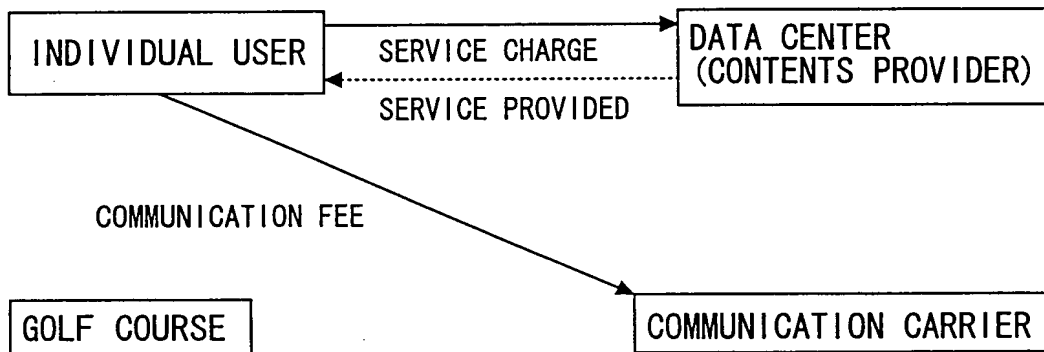 INDIVIDUAL USER
SERVICE CHARGE
DATA CENTER
(CONTENTS PROVIDER)
SERVICE PROVIDED
COMMUNICATION FEE
GOLF COURSE
COMMUNICATION CARRIER